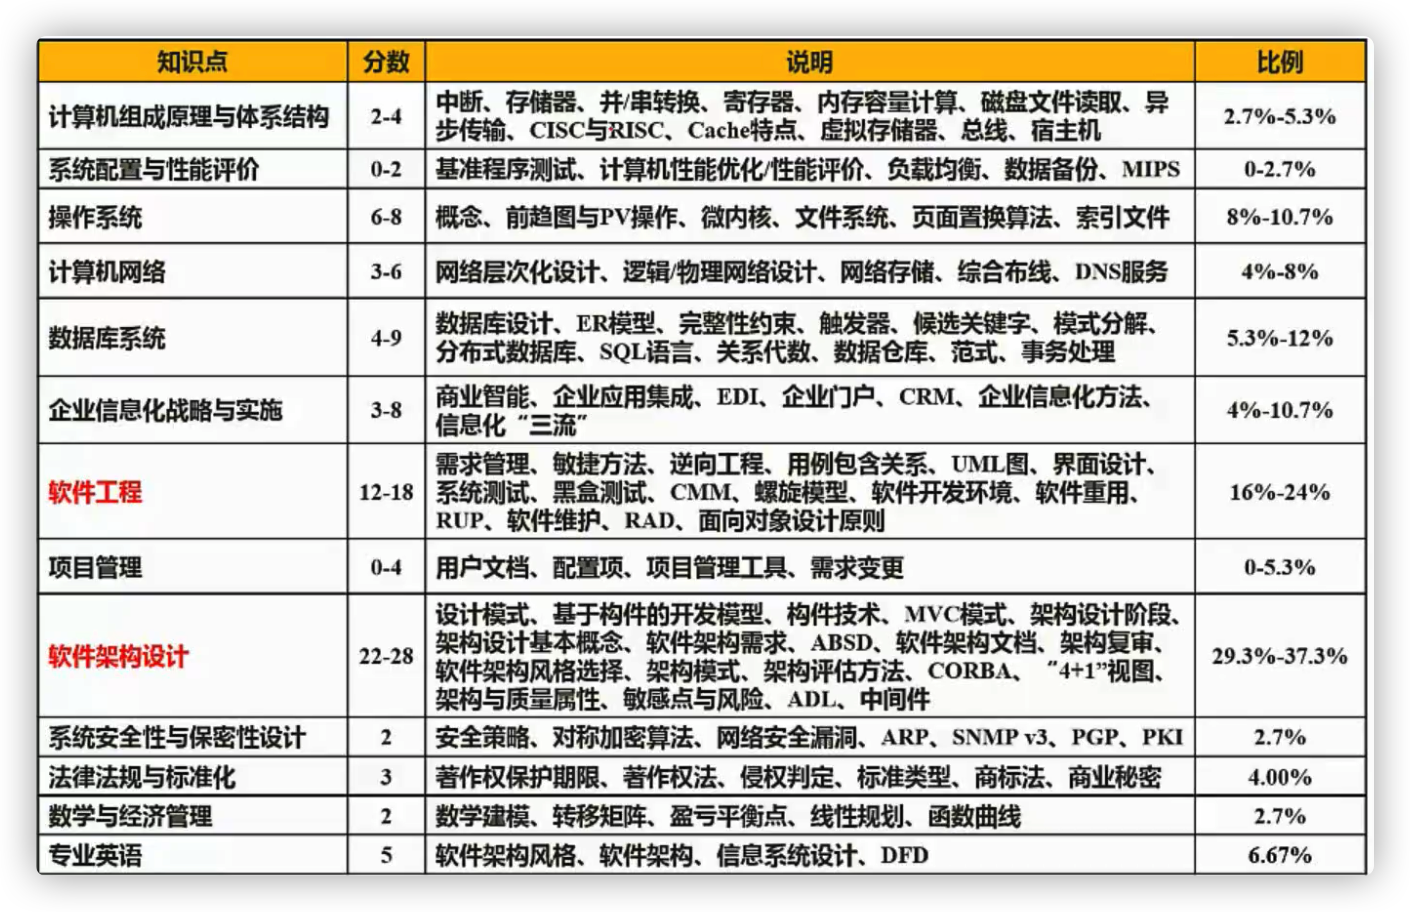 知识点 分数 说明 比例
计算机组成原理与体系结构 2-4 中断、存储器、并/串转换、寄存器、内存容量计算、磁盘文件读取、异 2.7%-5.3%
步传输、CISC与RISC、Cache特点、虚拟存储器、总线、宿主机
系统配置与性能评价 0-2 基准程序测试、计算机性能优化/性能评价、负载均衡、数据备份、MIPS 0-2.7%
操作系统 6-8 概念、前趋图与PV操作、微内核、文件系统、页面置换算法、索引文件 8%-10.7%
计算机网络 3-6 网络层次化设计、逻辑/物理网络设计、网络存储、综合布线、DNS服务 4%-8%
数据库系统 4-9 数据库设计、ER模型、完整性约束、触发器、候选关键字、模式分解、 5.3%-12%
分布式数据库、SQL语言、关系代数、数据仓库、范式、事务处理
企业信息化战略与实施 3-8 商业智能、企业应用集成、EDI、企业门户、CRM、企业信息化方法、 4%-10.7%
信息化“三流”
软件工程 12-18 需求管理、敏捷方法、逆向工程、用例包含关系、UML图、界面设计、 16%-24%
系统测试、黑盒测试、CMM、螺旋模型、软件开发环境、软件重用、
RUP、软件维护、RAD、面向对象设计原则
项目管理 0-4 用户文档、配置项、项目管理工具、需求变更 0-5.3%
软件架构设计 22-28 设计模式、基于构件的开发模型、构件技术、MVC模式、架构设计阶段、 29.3%-37.3%
架构设计基本概念、软件架构需求、ABSD、软件架构文档、架构复审、
软件架构风格选择、架构模式、架构评估方法、CORBA、“4+1”视图、
架构与质量属性、敏感点与风险、ADL、中间件
系统安全性与保密性设计 2 安全策略、对称加密算法、网络安全漏洞、ARP、SNMP v3、PGP、PKI 2.7%
法律法规与标准化 3 著作权保护期限、著作权法、侵权判定、标准类型、商标法、商业秘密 4.00%
数学与经济管理 2 数学建模、转移矩阵、盈亏平衡点、线性规划、函数曲线 2.7%
专业英语 5 软件架构风格、软件架构、信息系统设计、DFD 6.67%